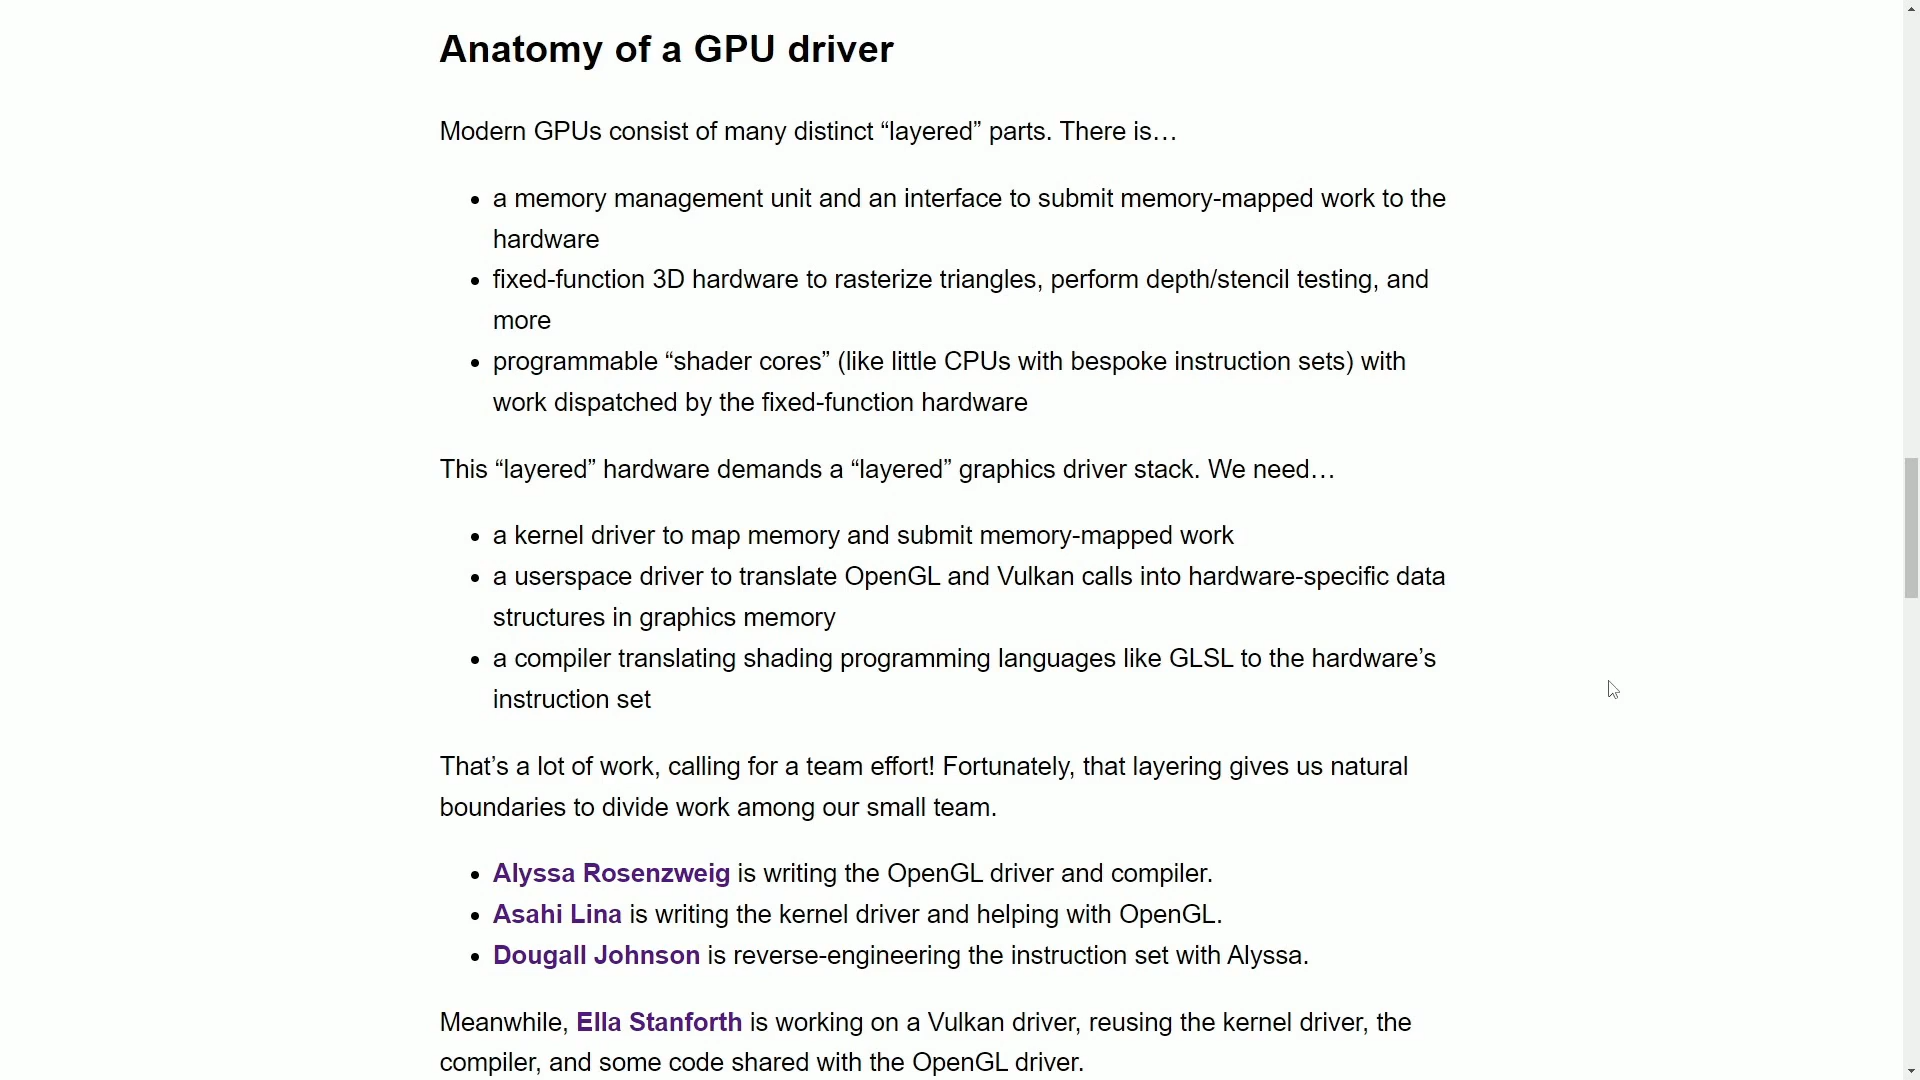 Anatomy of a GPU driver
Modern GPUs consist of many distinct “layered” parts. There is…
• a memory management unit and an interface to submit memory-mapped work to the
hardware
• fixed-function 3D hardware to rasterize triangles, perform depth/stencil testing, and
more
• programmable “shader cores” (like little CPUs with bespoke instruction sets) with
work dispatched by the fixed-function hardware
This “layered” hardware demands a “layered” graphics driver stack. We need…
• a kernel driver to map memory and submit memory-mapped work
• a userspace driver to translate OpenGL and Vulkan calls into hardware-specific data
structures in graphics memory
• a compiler translating shading programming languages like GLSL to the hardware’s
instruction set
That’s a lot of work, calling for a team effort! Fortunately, that layering gives us natural
boundaries to divide work among our small team.
• Alyssa Rosenzweig is writing the OpenGL driver and compiler.
• Asahi Lina is writing the kernel driver and helping with OpenGL.
• Dougall Johnson is reverse-engineering the instruction set with Alyssa.
Meanwhile, Ella Stanforth is working on a Vulkan driver, reusing the kernel driver, the
compiler, and some code shared with the OpenGL driver.